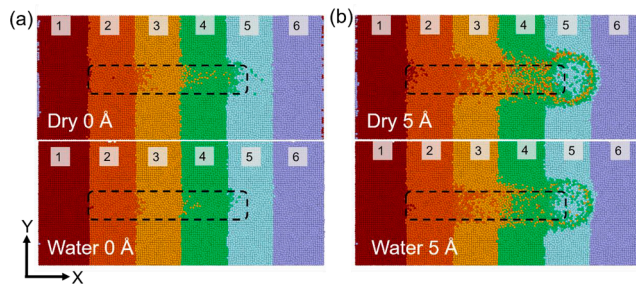 (a)
1 2 3 4 5 6
Dry 0 Å
1 2 3 4 5 6
Water 0 Å
Y
X
(b)
1 2 3 4 5 6
Dry 5 Å
1 2 3 4 5 6
Water 5 Å